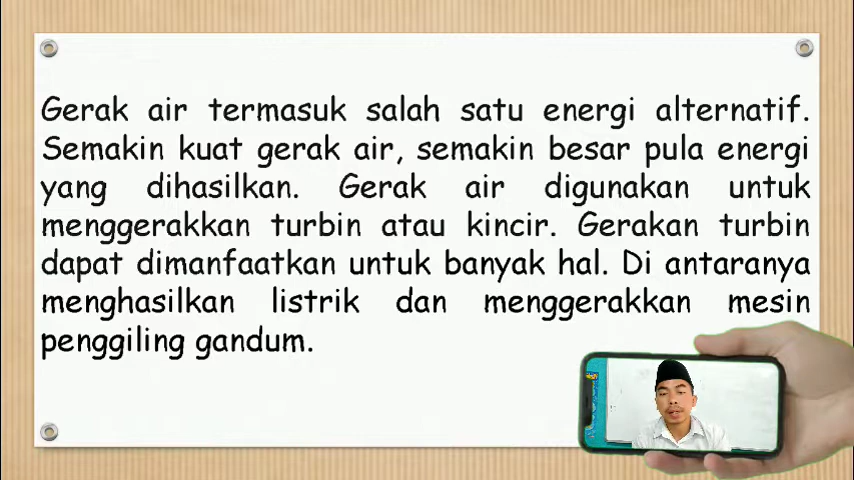 Gerak air termasuk salah satu energi alternatif.
Semakin kuat gerak air, semakin besar pula energi
yang dihasilkan. Gerak air digunakan untuk
menggerakkan turbin atau kincir. Gerakan turbin
dapat dimanfaatkan untuk banyak hal. Di antaranya
menghasilkan listrik dan menggerakkan mesin
penggiling gandum.